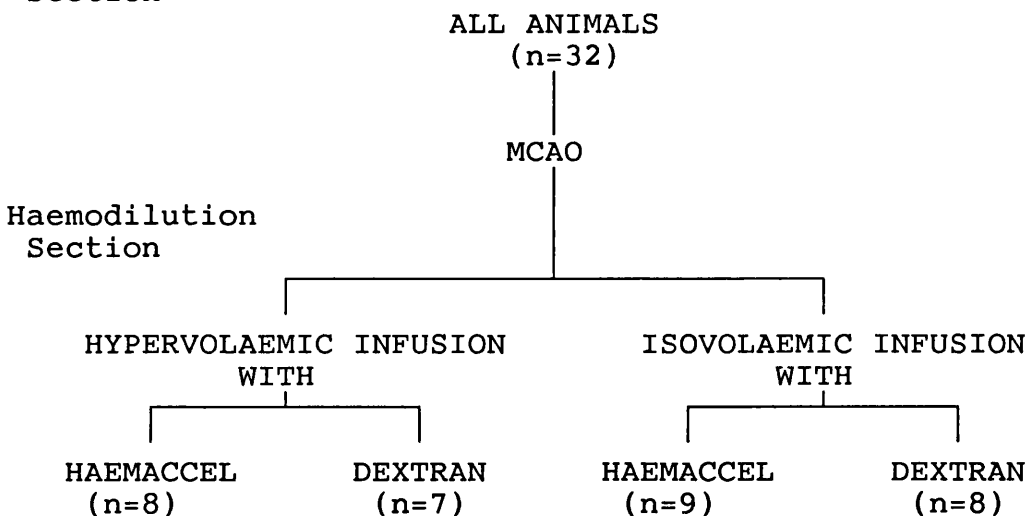 Section
ALL ANIMALS
(n=32)
MCAO
Haemodilution
Section
HYPERVOLAEMIC INFUSION
WITH
ISOVOLAEMIC INFUSION
WITH
HAEMACCEL
(n=8)
DEXTRAN
(n=7)
HAEMACCEL
(n=9)
DEXTRAN
(n=8)